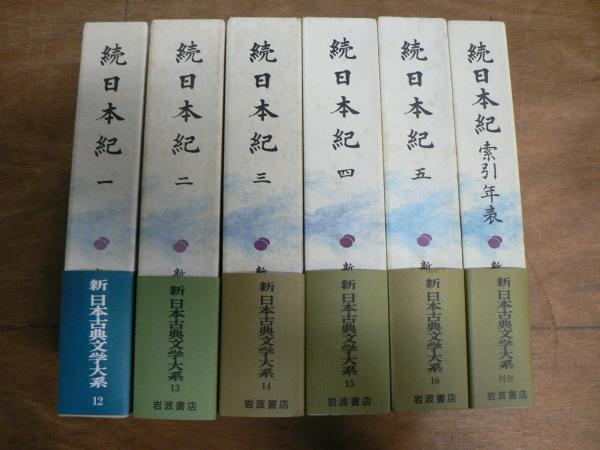 続日本紀 一
新
新日本古典文学大系
12
続日本紀 二
新
新日本古典文学大系
13
岩波書店
続日本紀 三
新
新日本古典文学大系
14
岩波書店
続日本紀 四
新
新日本古典文学大系
15
岩波書店
続日本紀 五
新
新日本古典文学大系
16
岩波書店
続日本紀 索引年表
新
新日本古典文学大系
別巻
岩波書店